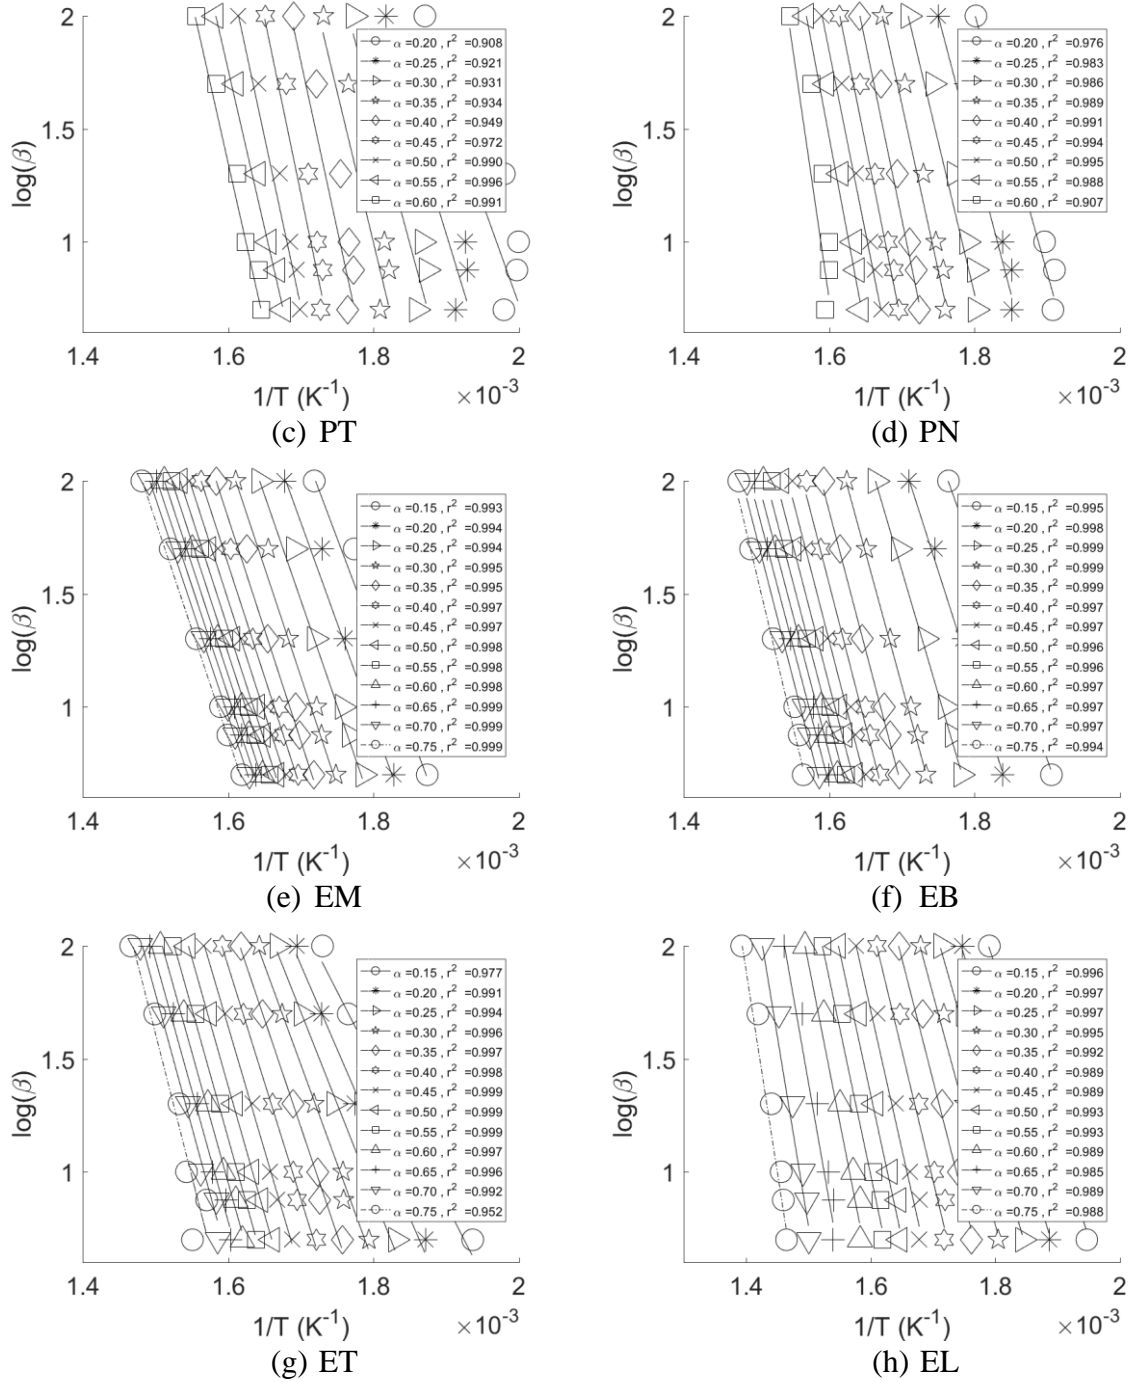 2
1.5
1
log(β)
α =0.20 , r² =0.908
α =0.25 , r² =0.921
α =0.30 , r² =0.931
α =0.35 , r² =0.934
α =0.40 , r² =0.949
α =0.45 , r² =0.972
α =0.50 , r² =0.990
α =0.55 , r² =0.996
α =0.60 , r² =0.991
1.4 1.6 1.8 2
1/T (K⁻¹) ×10⁻³
(c) PT
2
1.5
1
log(β)
α =0.20 , r² =0.976
α =0.25 , r² =0.983
α =0.30 , r² =0.986
α =0.35 , r² =0.989
α =0.40 , r² =0.991
α =0.45 , r² =0.994
α =0.50 , r² =0.995
α =0.55 , r² =0.988
α =0.60 , r² =0.907
1.4 1.6 1.8 2
1/T (K⁻¹) ×10⁻³
(d) PN
2
1.5
1
log(β)
α =0.15 , r² =0.993
α =0.20 , r² =0.994
α =0.25 , r² =0.994
α =0.30 , r² =0.995
α =0.35 , r² =0.995
α =0.40 , r² =0.997
α =0.45 , r² =0.997
α =0.50 , r² =0.998
α =0.55 , r² =0.998
α =0.60 , r² =0.998
α =0.65 , r² =0.999
α =0.70 , r² =0.999
α =0.75 , r² =0.999
1.4 1.6 1.8 2
1/T (K⁻¹) ×10⁻³
(e) EM
2
1.5
1
log(β)
α =0.15 , r² =0.995
α =0.20 , r² =0.998
α =0.25 , r² =0.999
α =0.30 , r² =0.999
α =0.35 , r² =0.999
α =0.40 , r² =0.997
α =0.45 , r² =0.997
α =0.50 , r² =0.996
α =0.55 , r² =0.996
α =0.60 , r² =0.997
α =0.65 , r² =0.997
α =0.70 , r² =0.997
α =0.75 , r² =0.994
1.4 1.6 1.8 2
1/T (K⁻¹) ×10⁻³
(f) EB
2
1.5
1
log(β)
α =0.15 , r² =0.977
α =0.20 , r² =0.991
α =0.25 , r² =0.994
α =0.30 , r² =0.996
α =0.35 , r² =0.997
α =0.40 , r² =0.998
α =0.45 , r² =0.999
α =0.50 , r² =0.999
α =0.55 , r² =0.999
α =0.60 , r² =0.997
α =0.65 , r² =0.996
α =0.70 , r² =0.992
α =0.75 , r² =0.952
1.4 1.6 1.8 2
1/T (K⁻¹) ×10⁻³
(g) ET
2
1.5
1
log(β)
α =0.15 , r² =0.996
α =0.20 , r² =0.997
α =0.25 , r² =0.997
α =0.30 , r² =0.995
α =0.35 , r² =0.992
α =0.40 , r² =0.989
α =0.45 , r² =0.989
α =0.50 , r² =0.993
α =0.55 , r² =0.993
α =0.60 , r² =0.989
α =0.65 , r² =0.985
α =0.70 , r² =0.989
α =0.75 , r² =0.988
1.4 1.6 1.8 2
1/T (K⁻¹) ×10⁻³
(h) EL